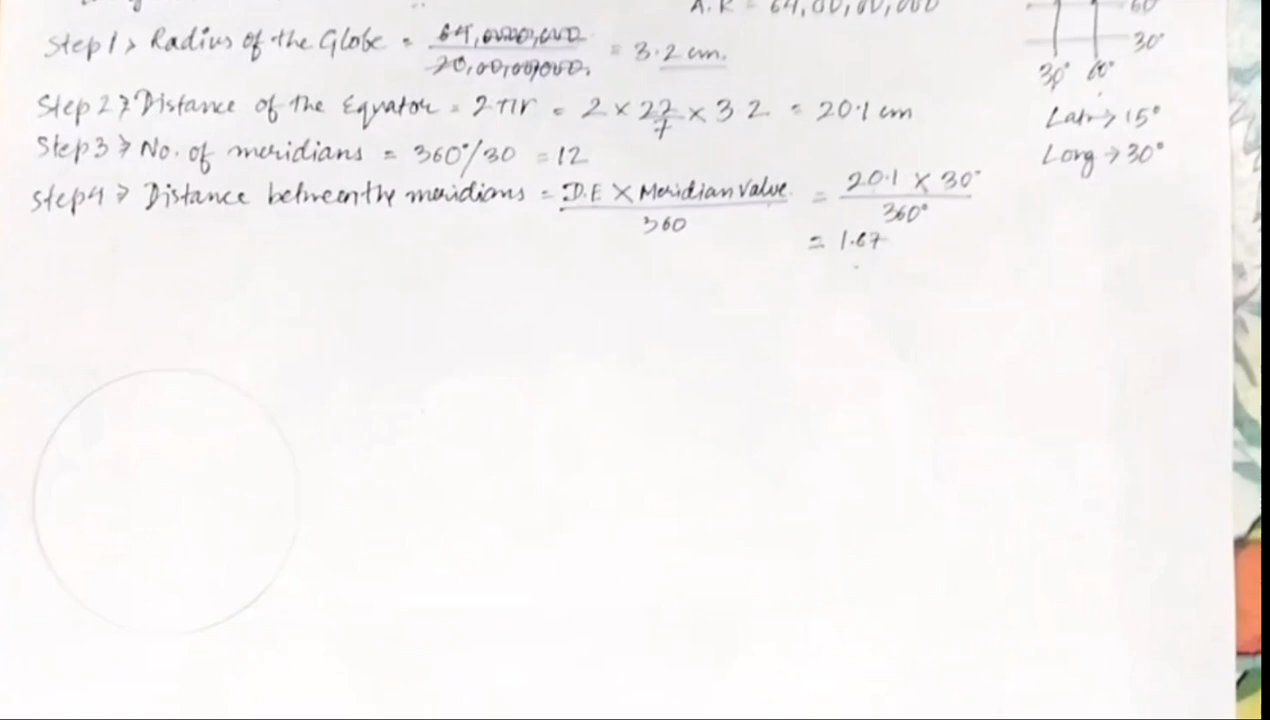 A.R = 64,00,00,000
60°
Step 1 > Radius of the Globe = 64,0000,000 / 20,00,00,000. = 3.2 cm.
30°
30° 60°
Step 2 > Distance of the Equator = 2πr = 2 × 22/7 × 3 2 = 20.1 cm
Lat → 15°
Step 3 > No. of meridians = 360°/30 = 12
Long → 30°
Step 4 > Distance between the meridians = D.E × Meridian Value / 360 = 20.1 × 30° / 360°
= 1.67